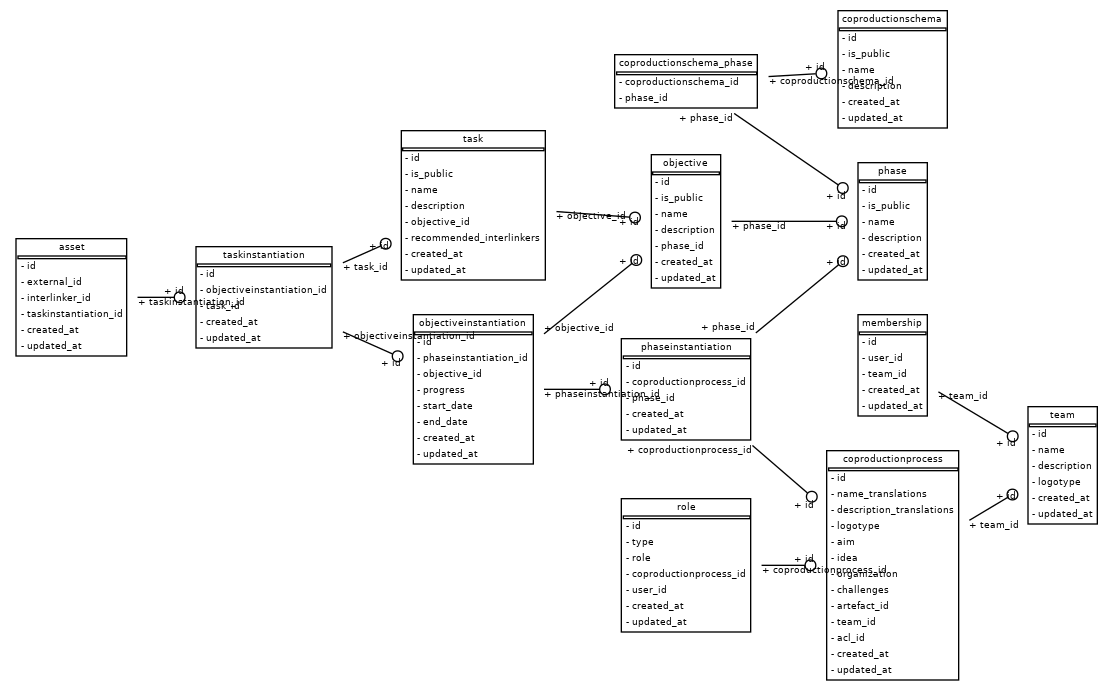 coproductionschema
- id
- is_public
- name
- description
- created_at
- updated_at
coproductionschema_phase
- coproductionschema_id
- phase_id
+ id
+ coproductionschema_id
+ phase_id
+ id
task
- id
- is_public
- name
- description
- objective_id
- recommended_interlinkers
- created_at
- updated_at
objective
- id
- is_public
- name
- description
- phase_id
- created_at
- updated_at
phase
- id
- is_public
- name
- description
- created_at
- updated_at
+ objective_id
+ id
+ phase_id
+ id
asset
- id
- external_id
- interlinker_id
- taskinstantiation_id
- created_at
- updated_at
+ id
+ taskinstantiation_id
taskinstantiation
- id
- objectiveinstantiation_id
- task_id
- created_at
- updated_at
+ id
+ task_id
+ objectiveinstantiation_id
+ id
objectiveinstantiation
- id
- phaseinstantiation_id
- objective_id
- progress
- start_date
- end_date
- created_at
- updated_at
+ id
+ objective_id
+ id
+ phaseinstantiation_id
phaseinstantiation
- id
- coproductionprocess_id
- phase_id
- created_at
- updated_at
+ id
+ phase_id
+ coproductionprocess_id
+ id
membership
- id
- user_id
- team_id
- created_at
- updated_at
+ team_id
+ id
team
- id
- name
- description
- logotype
- created_at
- updated_at
role
- id
- type
- role
- coproductionprocess_id
- user_id
- created_at
- updated_at
+ id
+ coproductionprocess_id
coproductionprocess
- id
- name_translations
- description_translations
- logotype
- aim
- idea
- organization
- challenges
- artefact_id
- team_id
- acl_id
- created_at
- updated_at
+ id
+ team_id